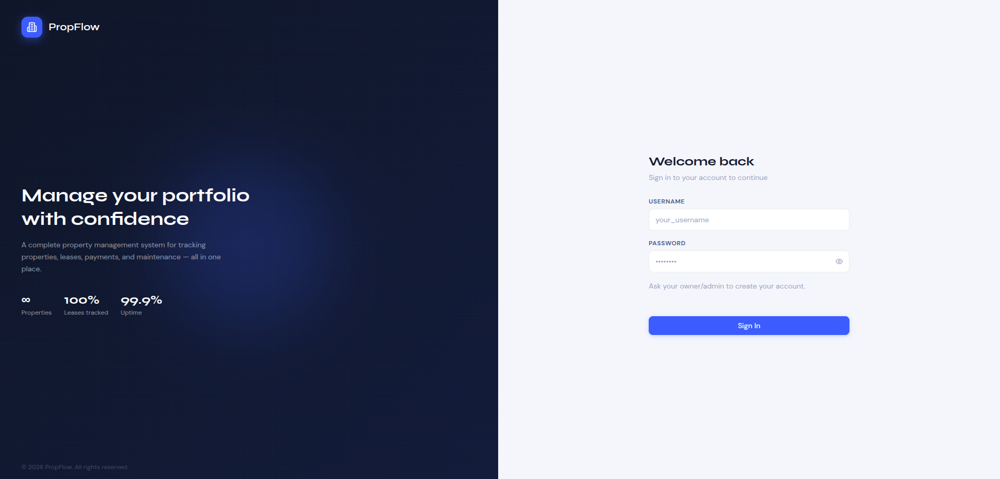 PropFlow
Manage your portfolio
with confidence
A complete property management system for tracking
properties, leases, payments, and maintenance — all in one
place.
∞ 100% 99.9%
Properties Leases tracked Uptime
© 2026 PropFlow. All rights reserved.
Welcome back
Sign in to your account to continue
USERNAME
your_username
PASSWORD
••••••••
Ask your owner/admin to create your account.
Sign In